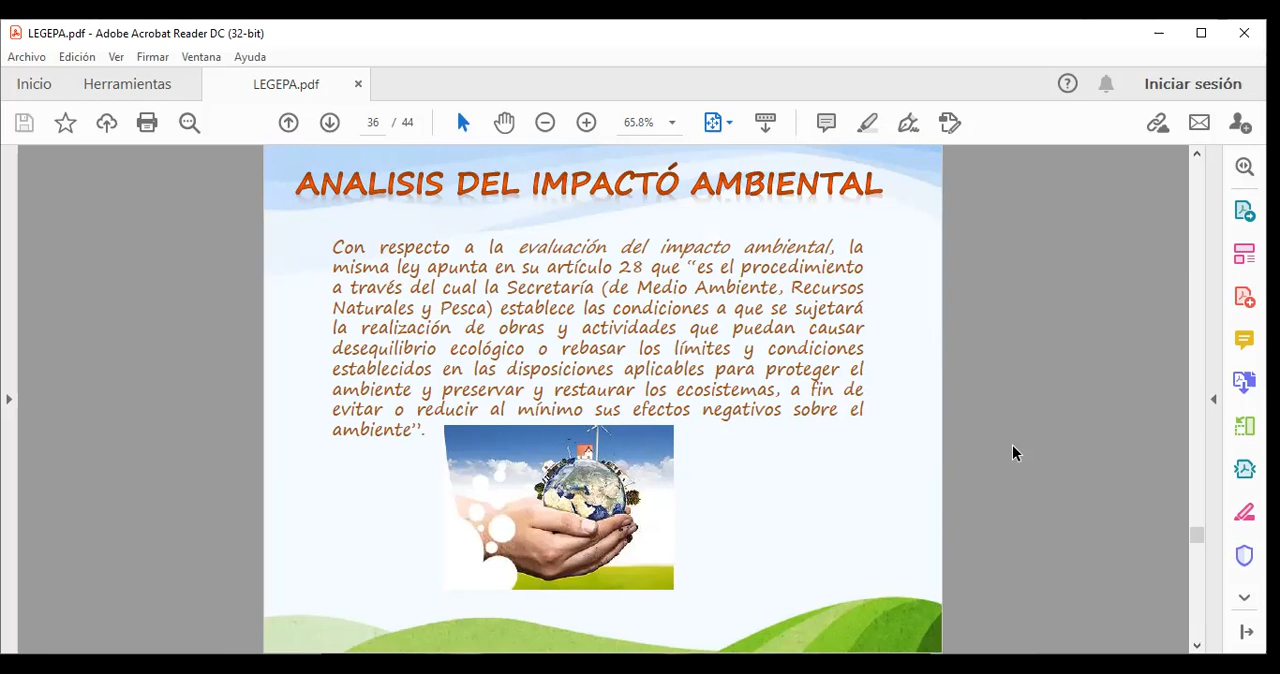 LEGEPA.pdf - Adobe Acrobat Reader DC (32-bit)
Archivo Edición Ver Firmar Ventana Ayuda
Inicio Herramientas LEGEPA.pdf × Iniciar sesión
36 / 44 65.8%
ANALISIS DEL IMPACTÓ AMBIENTAL
Con respecto a la evaluación del impacto ambiental, la
misma ley apunta en su artículo 28 que “es el procedimiento
a través del cual la Secretaría (de Medio Ambiente, Recursos
Naturales y Pesca) establece las condiciones a que se sujetará
la realización de obras y actividades que puedan causar
desequilibrio ecológico o rebasar los límites y condiciones
establecidos en las disposiciones aplicables para proteger el
ambiente y preservar y restaurar los ecosistemas, a fin de
evitar o reducir al mínimo sus efectos negativos sobre el
ambiente”.